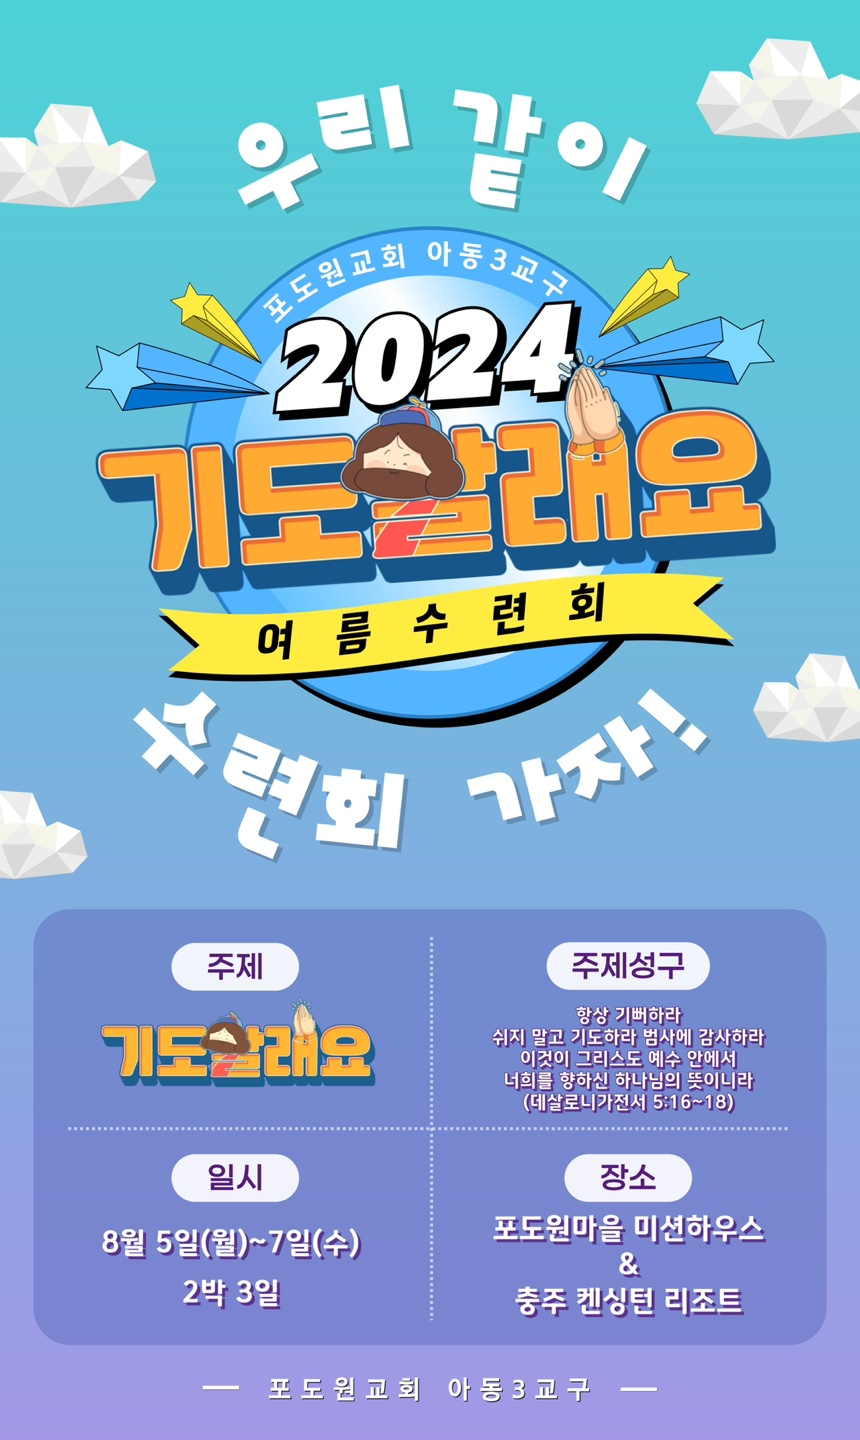 우리 같이
포도원교회 아동3교구
2024
기도할래요
여름수련회
수련회 가자!
주제
기도할래요
주제성구
항상 기뻐하라
쉬지 말고 기도하라 범사에 감사하라
이것이 그리스도 예수 안에서
너희를 향하신 하나님의 뜻이니라
(데살로니가전서 5:16~18)
일시
8월 5일(월)~7일(수)
2박 3일
장소
포도원마을 미션하우스
&
충주 켄싱턴 리조트
포도원교회 아동3교구